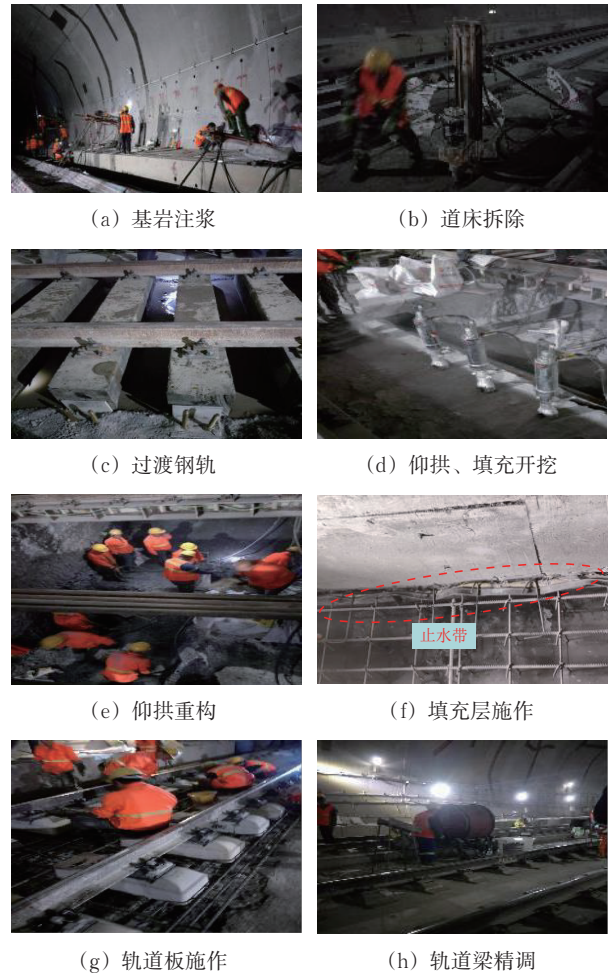 (a) 基岩注浆
(b) 道床拆除
(c) 过渡钢轨
(d) 仰拱、填充开挖
(e) 仰拱重构
止水带
(f) 填充层施作
(g) 轨道板施作
(h) 轨道梁精调